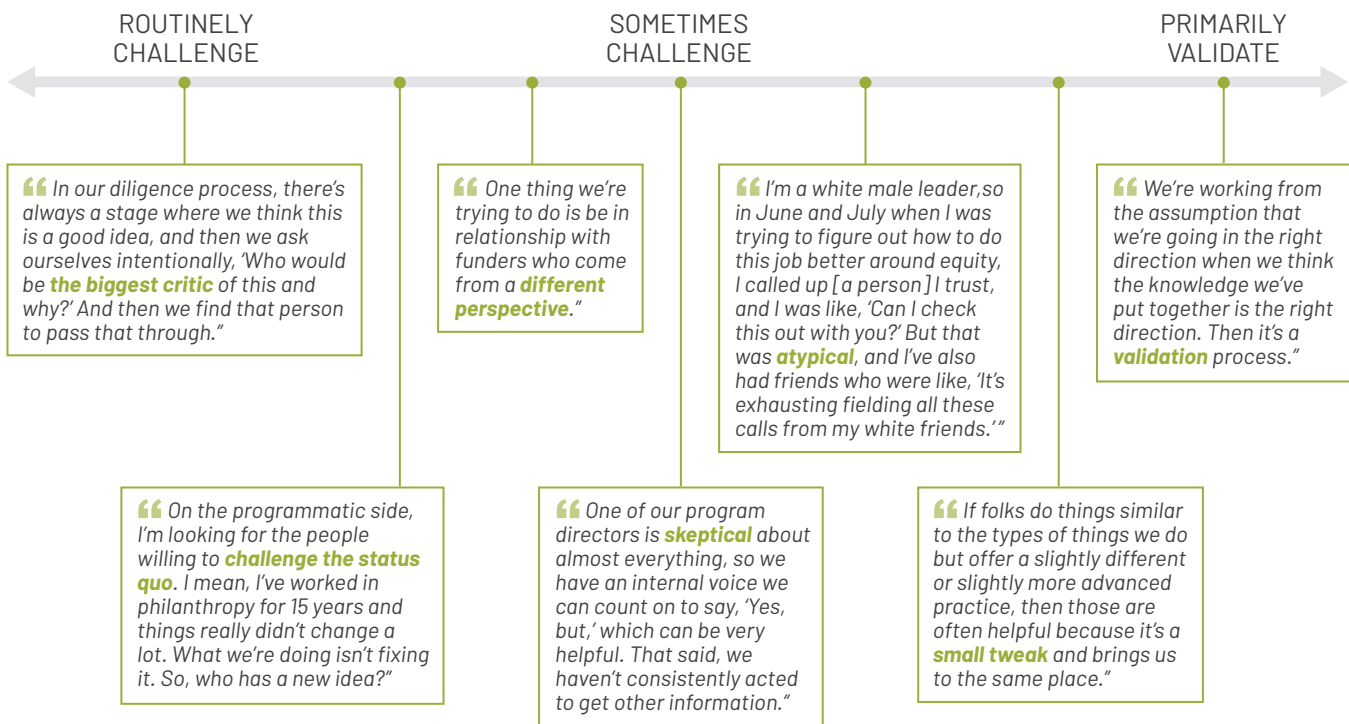 ROUTINELY
CHALLENGE
SOMETIMES
CHALLENGE
PRIMARILY
VALIDATE
“ In our diligence process, there’s
always a stage where we think this
is a good idea, and then we ask
ourselves intentionally, ‘Who would
be the biggest critic of this and
why?’ And then we find that person
to pass that through.”
“ One thing we’re
trying to do is be in
relationship with
funders who come
from a different
perspective.”
“ I’m a white male leader,so
in June and July when I was
trying to figure out how to do
this job better around equity,
I called up [a person] I trust,
and I was like, ‘Can I check
this out with you?’ But that
was atypical, and I’ve also
had friends who were like, ‘It’s
exhausting fielding all these
calls from my white friends.’”
“ We’re working from
the assumption that
we’re going in the right
direction when we think
the knowledge we’ve
put together is the right
direction. Then it’s a
validation process.”
“ On the programmatic side,
I’m looking for the people
willing to challenge the status
quo. I mean, I’ve worked in
philanthropy for 15 years and
things really didn’t change a
lot. What we’re doing isn’t fixing
it. So, who has a new idea?”
“ One of our program
directors is skeptical about
almost everything, so we
have an internal voice we
can count on to say, ‘Yes,
but,’ which can be very
helpful. That said, we
haven’t consistently acted
to get other information.”
“ If folks do things similar
to the types of things we do
but offer a slightly different
or slightly more advanced
practice, then those are
often helpful because it’s a
small tweak and brings us
to the same place.”